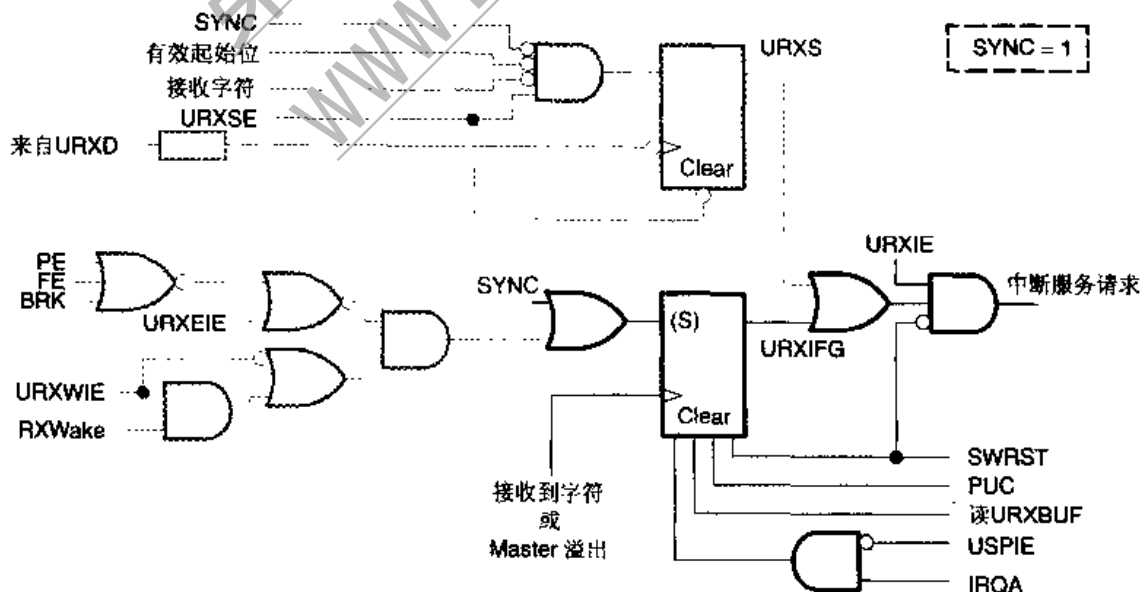 SYNC
有效起始位
接收字符
URXSE
来自URXD
URXS
Clear
SYNC = 1
PE
FE
BRK
URXEIE
URXWIE
RXWake
SYNC
(S)
Clear
URXIFG
URXIE
中断服务请求
接收到字符
或
Master 溢出
SWRST
PUC
读URXBUF
USPIE
IRQA